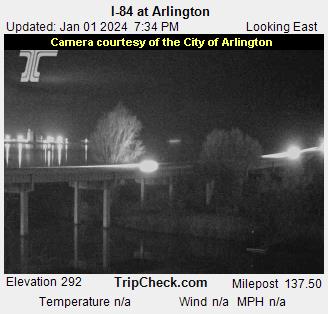 I-84 at Arlington
Updated: Jan 01 2024 7:34 PM Looking East
Camera courtesy of the City of Arlington
Elevation 292 TripCheck.com Milepost 137.50
Temperature n/a Wind n/a MPH n/a